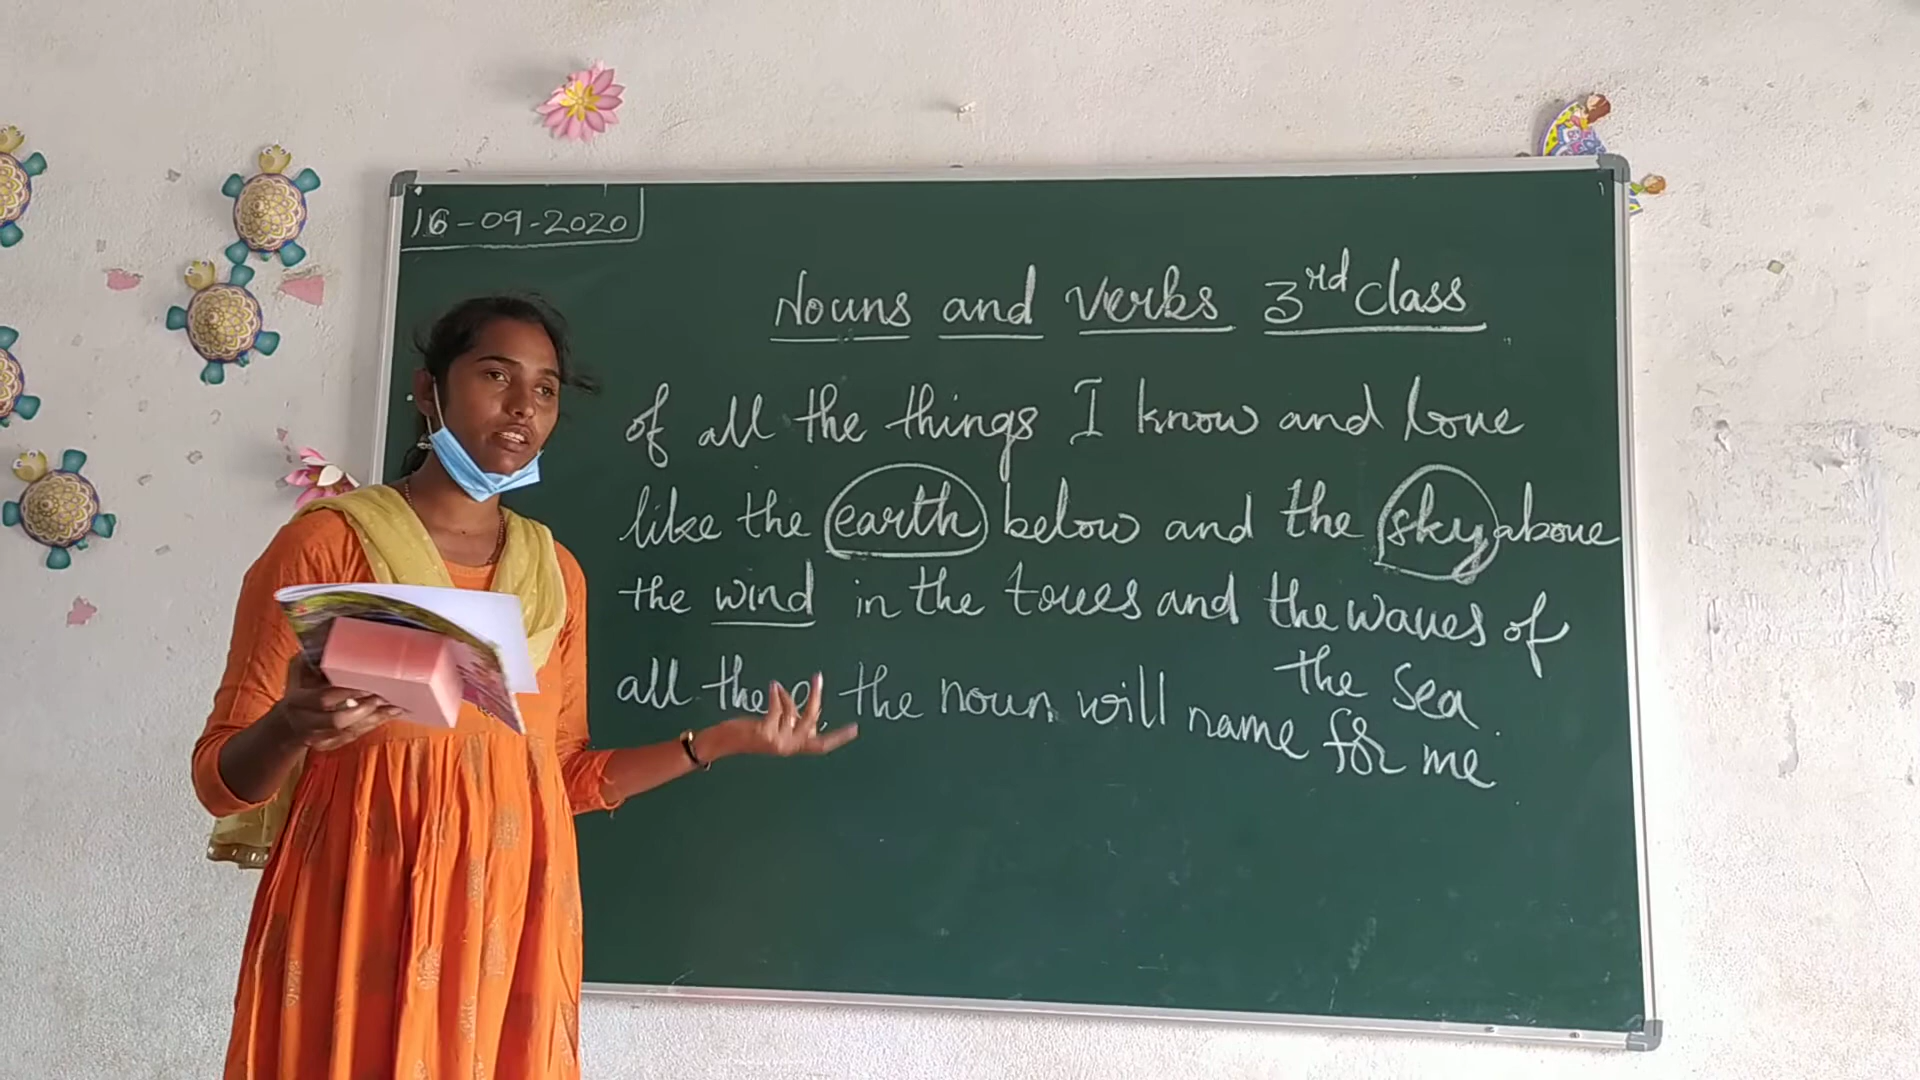 16-09-2020
Nouns and Verbs 3rd class
of all the things I know and love
like the earth below and the sky above
the wind in the trees and the waves of
the sea
all the the noun will name for me